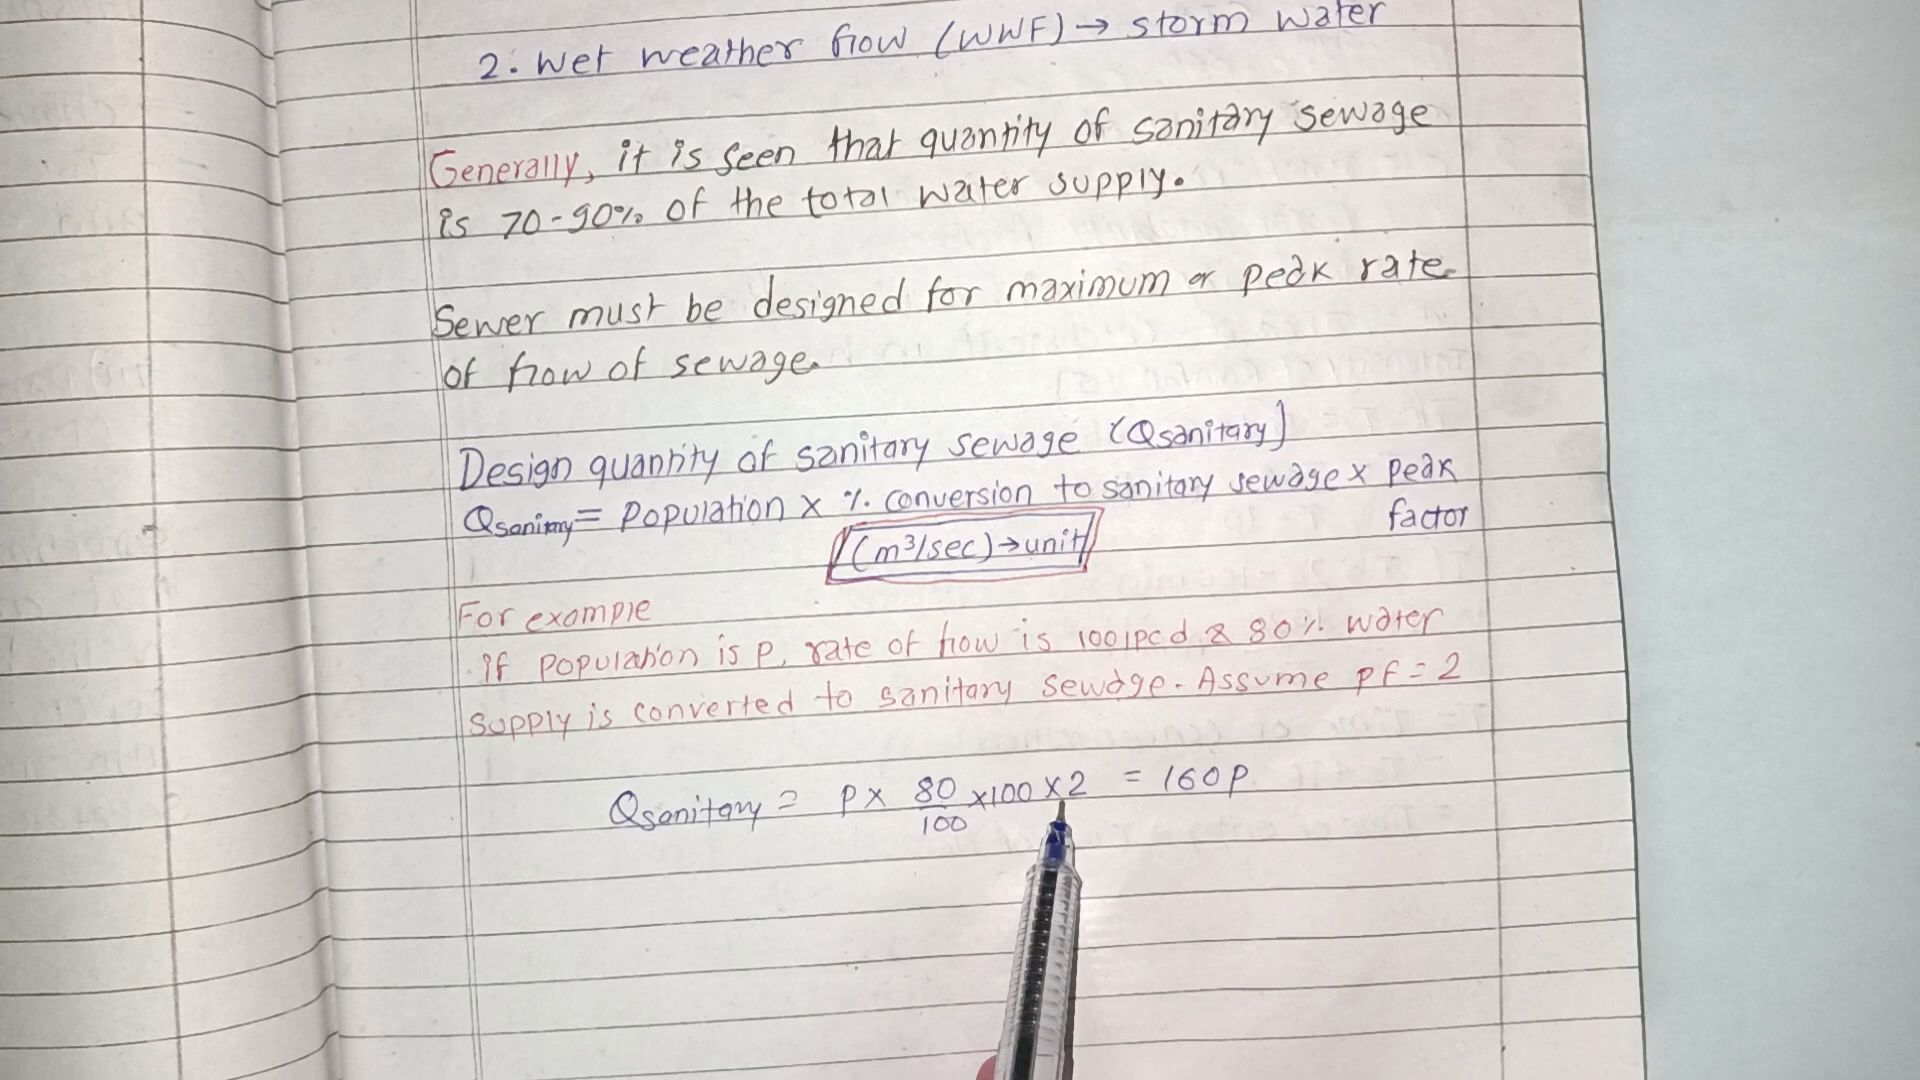 2. Wet weather flow (WWF) → storm water
Generally, it is seen that quantity of sanitary sewage
is 70-90% of the total water supply.
Sewer must be designed for maximum or peak rate
of flow of sewage.
Design quantity of sanitary sewage (Qsanitary)
Qsanitary = Population × % conversion to sanitary sewage × peak
factor
(m³/sec) → unit
For example
If population is P, rate of flow is 100 lpcd & 80% water
supply is converted to sanitary sewage. Assume PF = 2
Qsanitary = P × 80/100 × 100 × 2 = 160P